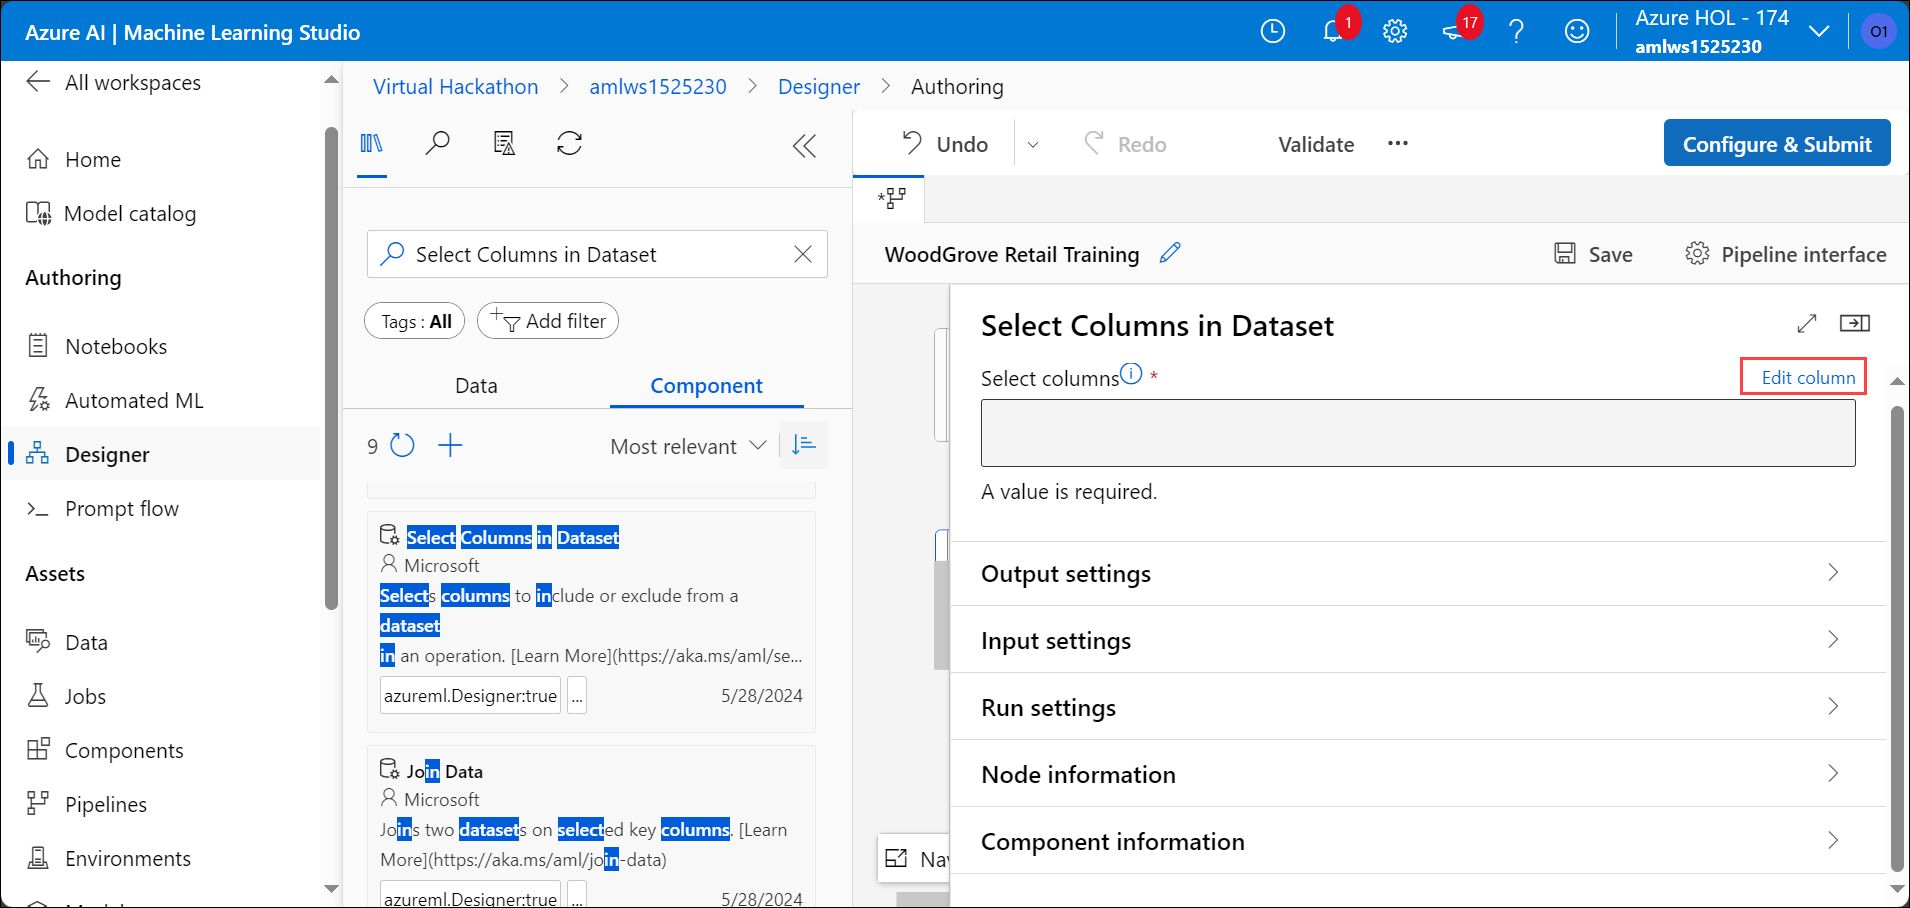 Azure AI | Machine Learning Studio
1
17
Azure HOL - 174
amlws1525230
O1
All workspaces
Home
Model catalog
Authoring
Notebooks
Automated ML
Designer
Prompt flow
Assets
Data
Jobs
Components
Pipelines
Environments
Virtual Hackathon > amlws1525230 > Designer > Authoring
Select Columns in Dataset
Tags : All
Add filter
Data
Component
9
Most relevant
Select Columns in Dataset
Microsoft
Selects columns to include or exclude from a
dataset
in an operation. [Learn More](https://aka.ms/aml/se...
azureml.Designer:true
...
5/28/2024
Join Data
Microsoft
Joins two datasets on selected key columns. [Learn
More](https://aka.ms/aml/join-data)
azureml.Designer:true
...
5/28/2024
Undo
Redo
Validate
Configure & Submit
WoodGrove Retail Training
Save
Pipeline interface
Select Columns in Dataset
Select columns *
Edit column
A value is required.
Output settings
Input settings
Run settings
Node information
Component information
Nav